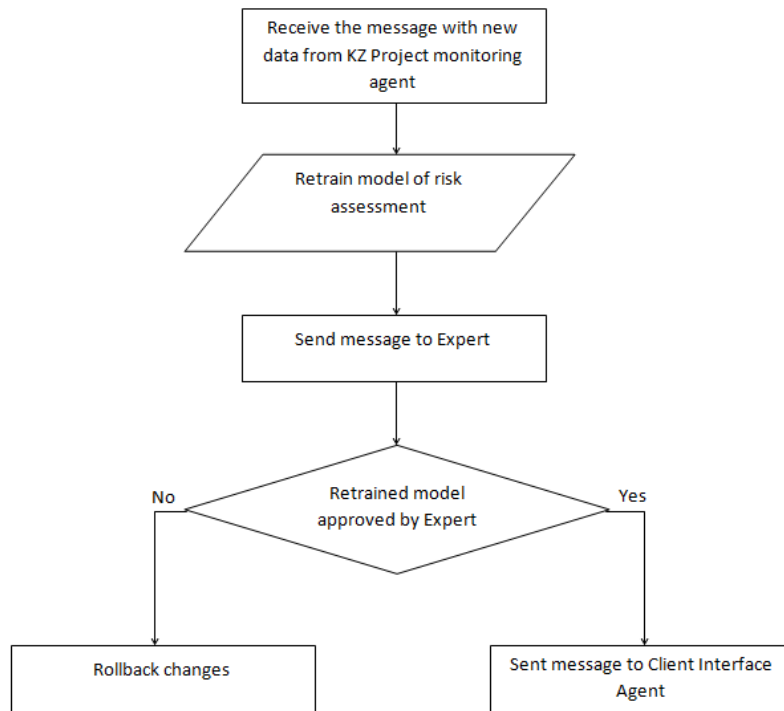 Receive the message with new
data from KZ Project monitoring
agent
Retrain model of risk
assessment
Send message to Expert
Retrained model
approved by Expert
No
Yes
Rollback changes
Sent message to Client Interface
Agent